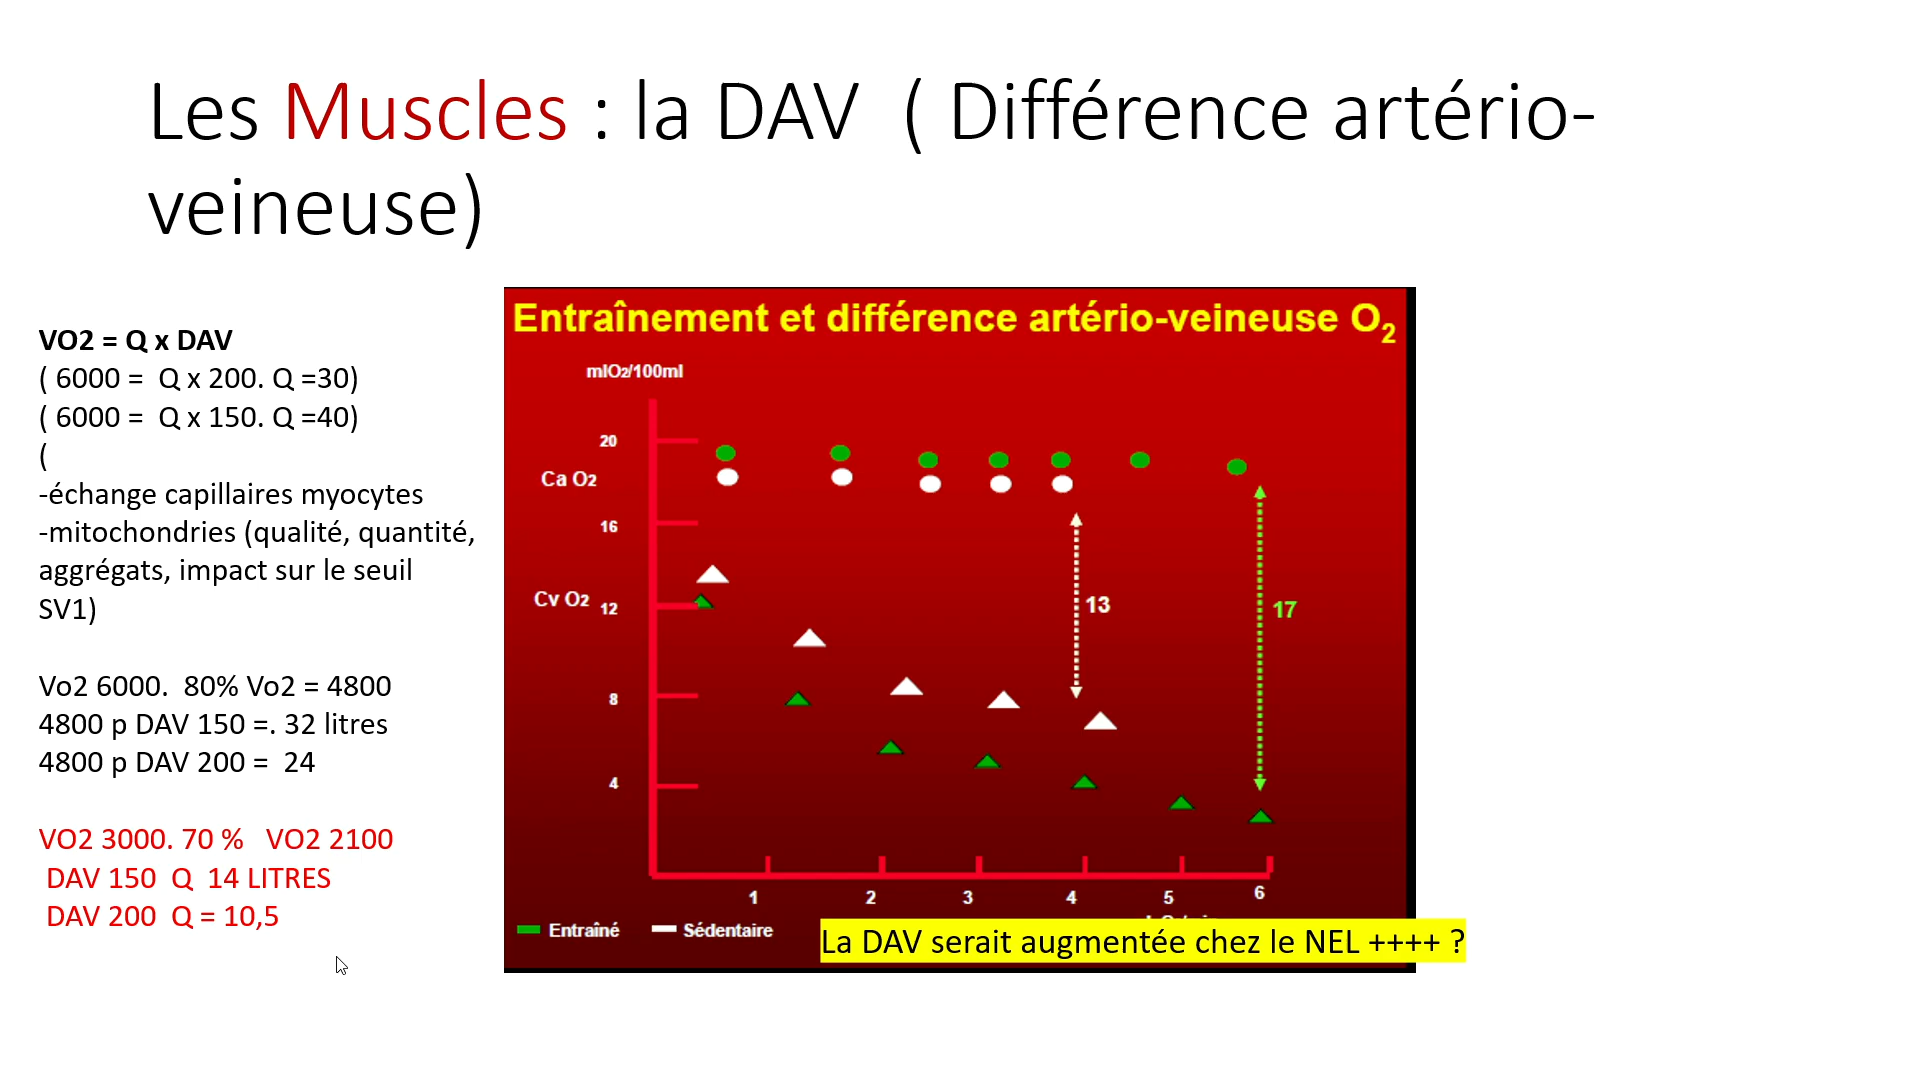 Les Muscles : la DAV ( Différence artério-
veineuse)
VO2 = Q x DAV
( 6000 = Q x 200. Q =30)
( 6000 = Q x 150. Q =40)
(
-échange capillaires myocytes
-mitochondries (qualité, quantité,
aggrégats, impact sur le seuil
SV1)
Vo2 6000. 80% Vo2 = 4800
4800 p DAV 150 =. 32 litres
4800 p DAV 200 = 24
VO2 3000. 70 % VO2 2100
DAV 150 Q 14 LITRES
DAV 200 Q = 10,5
Entraînement et différence artério-veineuse O2
mlO2/100ml
20
Ca O2
16
Cv O2 12
8
4
13
17
1 2 3 4 5 6
Entraîné Sédentaire
La DAV serait augmentée chez le NEL ++++ ?